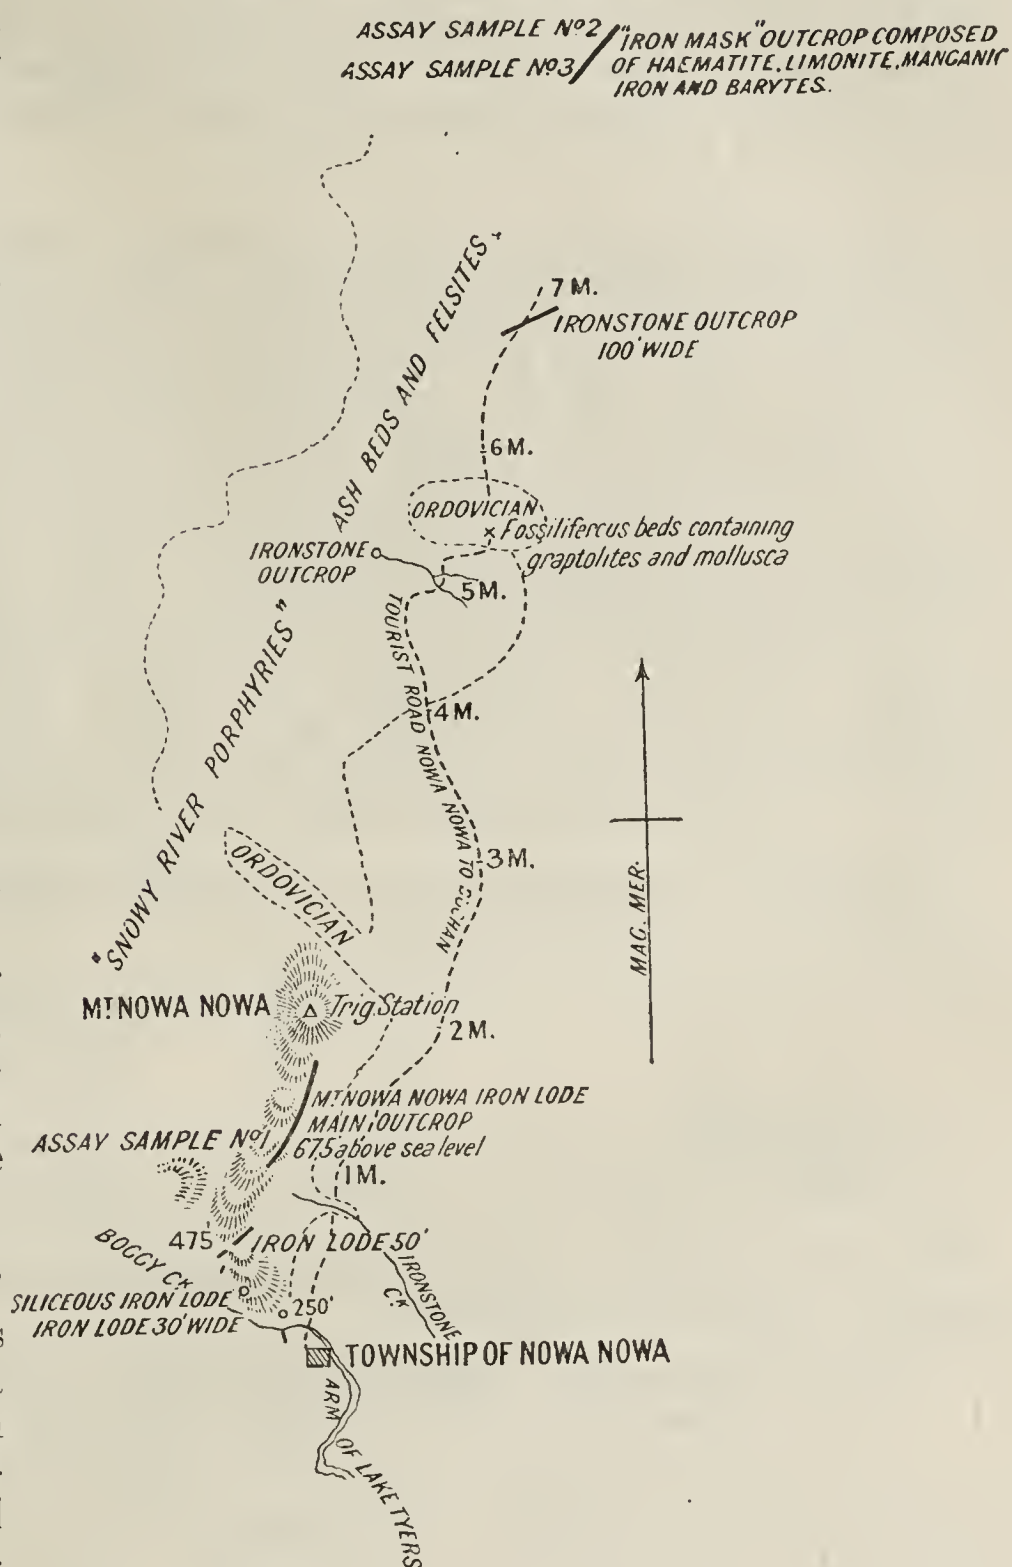 ASSAY SAMPLE Nº2
ASSAY SAMPLE Nº3
"IRON MASK" OUTCROP COMPOSED
OF HAEMATITE, LIMONITE, MANGANIC
IRON AND BARYTES.
"SNOWY RIVER PORPHYRIES"
ASH BEDS AND FELSITES
7 M.
IRONSTONE OUTCROP
100' WIDE
6 M.
ORDOVICIAN
x Fossiliferous beds containing
graptolites and mollusca
IRONSTONE
OUTCROP
5 M.
TOURIST ROAD NOWA NOWA TO BUCHAN
4 M.
3 M.
ORDOVICIAN
MAG. MER.
MT NOWA NOWA
Trig. Station
2 M.
MT NOWA NOWA IRON LODE
MAIN OUTCROP
675' above sea level
ASSAY SAMPLE Nº1
1 M.
475'
IRON LODE 50'
BOGGY CK
IRONSTONE
CK
SILICEOUS IRON LODE
250'
IRON LODE 30' WIDE
TOWNSHIP OF NOWA NOWA
ARM
OF LAKE TYERS